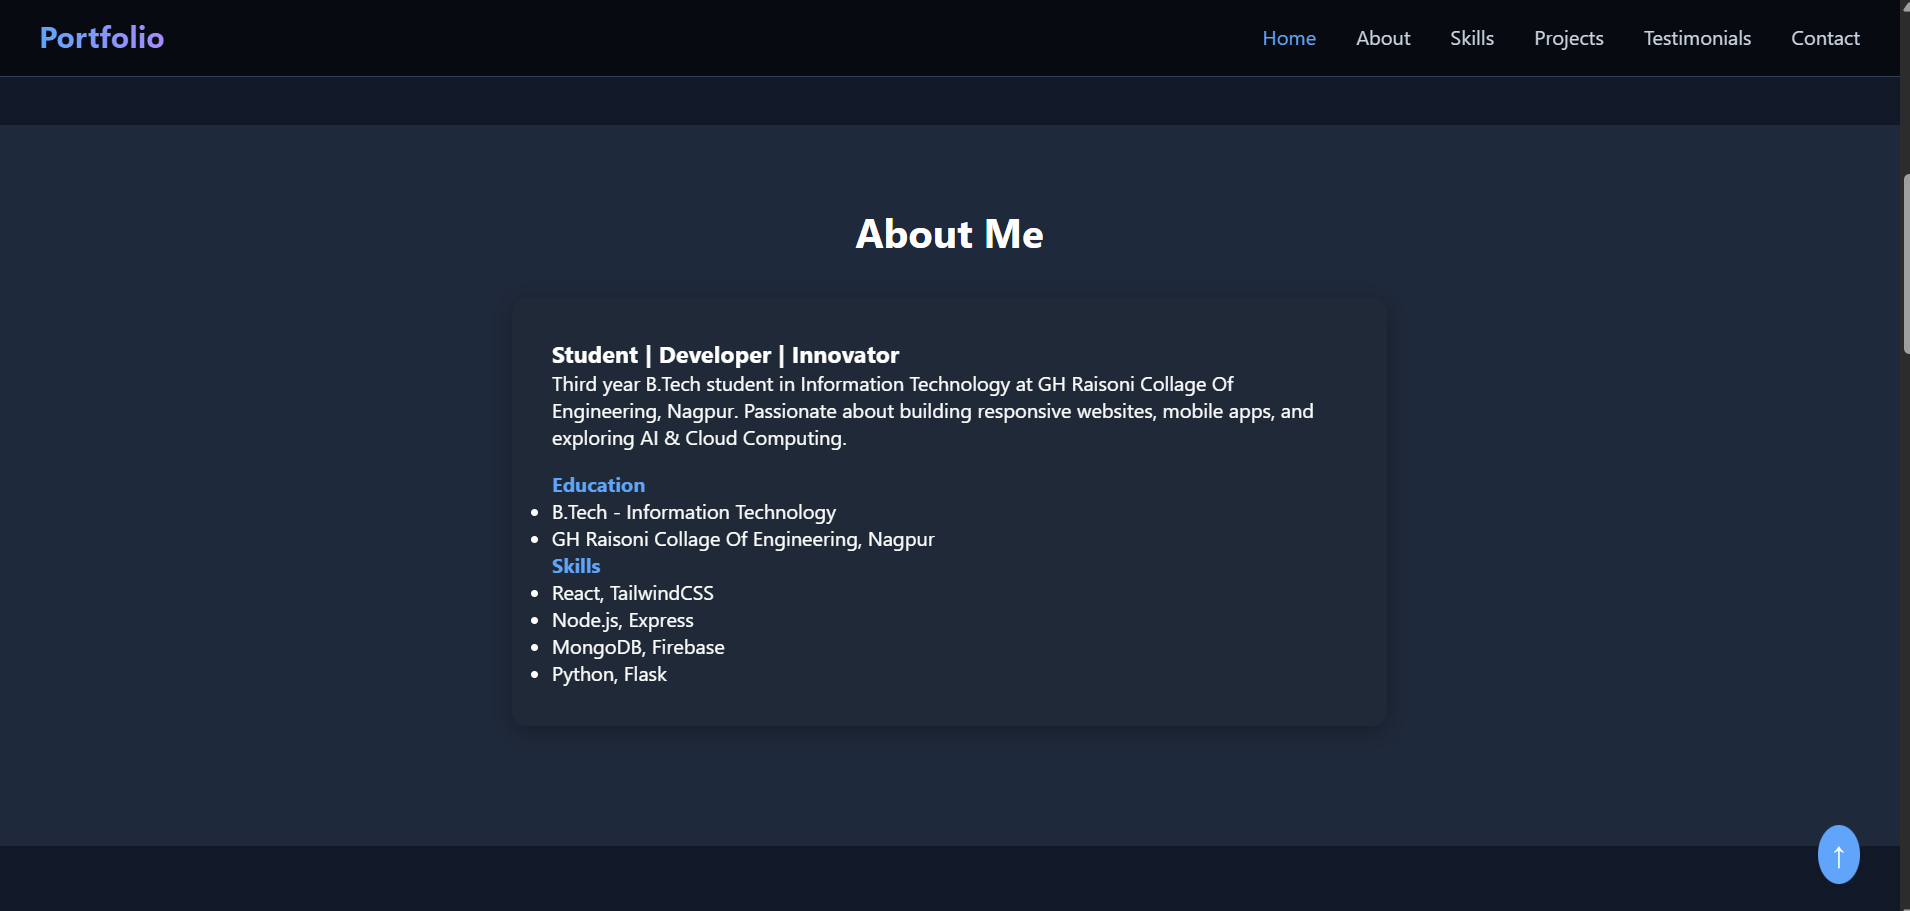 Portfolio
Home About Skills Projects Testimonials Contact
About Me
Student | Developer | Innovator
Third year B.Tech student in Information Technology at GH Raisoni Collage Of
Engineering, Nagpur. Passionate about building responsive websites, mobile apps, and
exploring AI & Cloud Computing.
Education
• B.Tech - Information Technology
• GH Raisoni Collage Of Engineering, Nagpur
Skills
• React, TailwindCSS
• Node.js, Express
• MongoDB, Firebase
• Python, Flask
↑